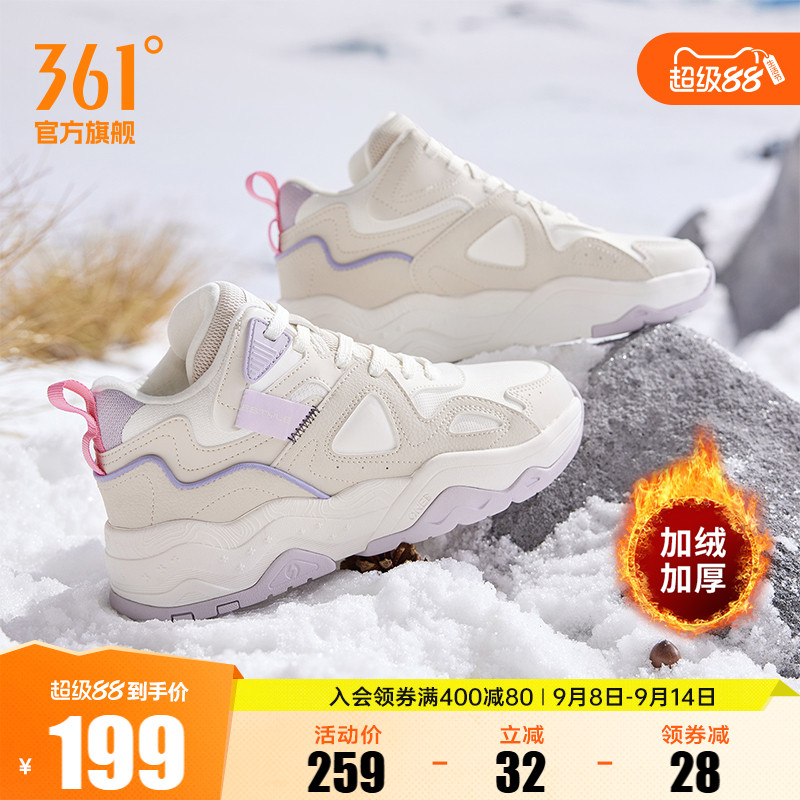 361°
官方旗舰
超级88
加绒
加厚
超级88到手价
¥199
入会领券满400减80 | 9月8日-9月14日
活动价 立减 领券减
259 - 32 - 28